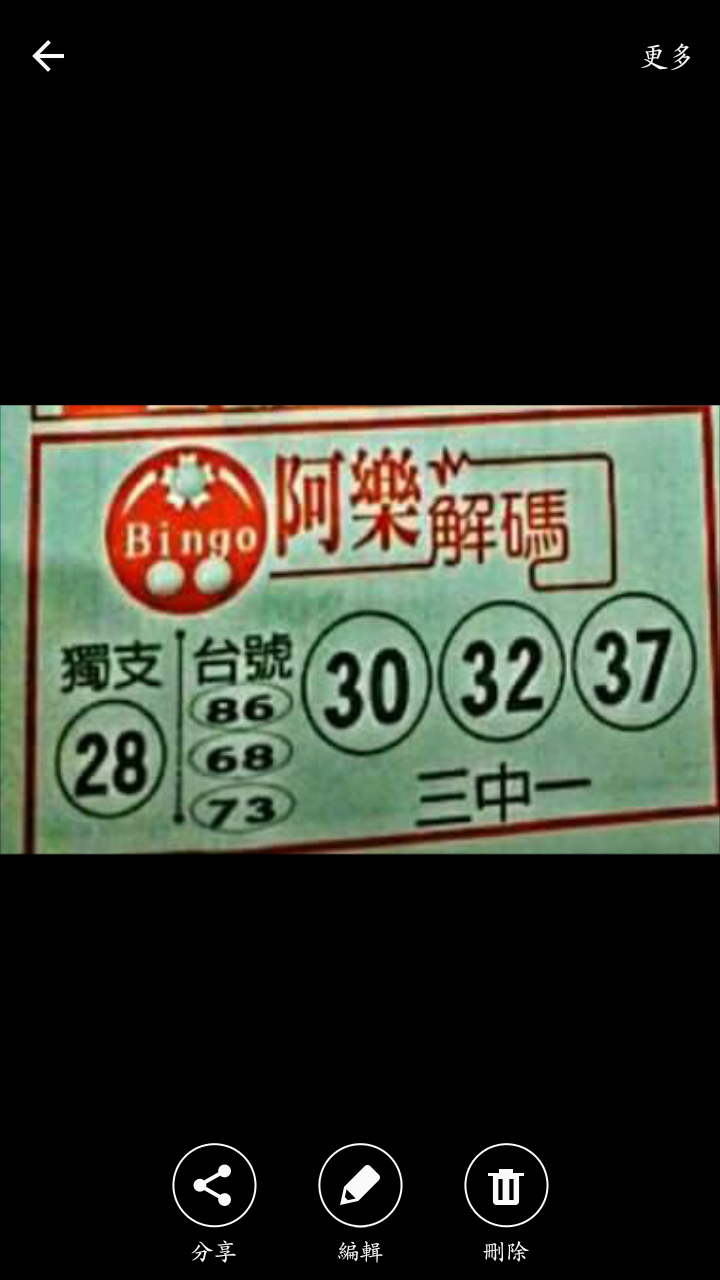 更多
Bingo
阿樂解碼
獨支
28
台號
86
68
73
30 32 37
三中一
分享 編輯 刪除